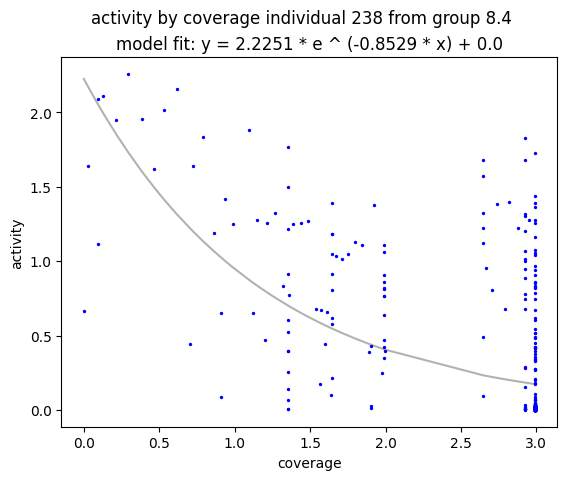 activity by coverage individual 238 from group 8.4
model fit: y = 2.2251 * e ^ (-0.8529 * x) + 0.0
2.0
1.5
1.0
0.5
0.0
activity
0.0 0.5 1.0 1.5 2.0 2.5 3.0
coverage